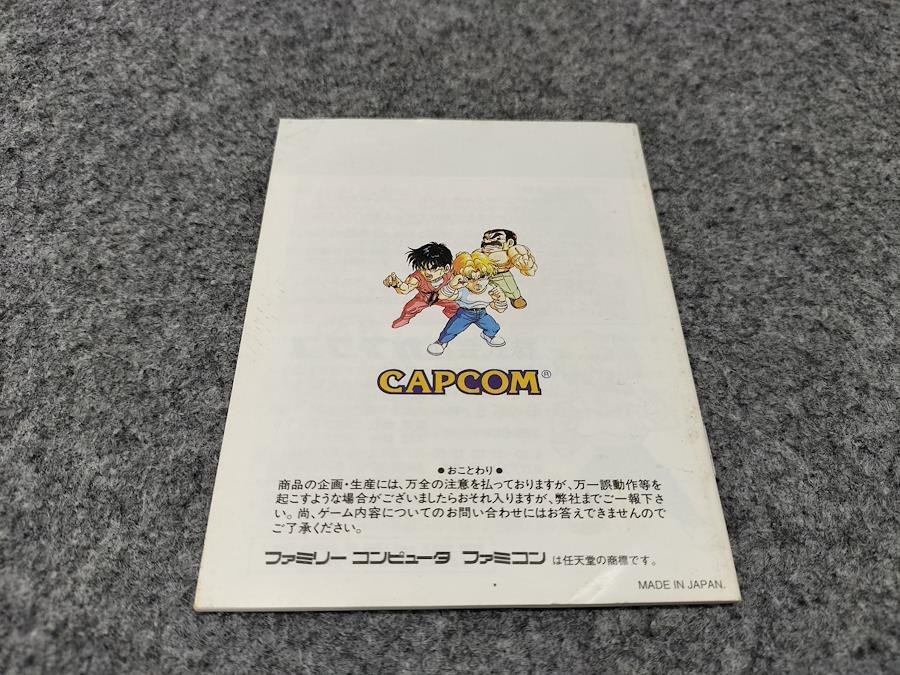 CAPCOM®
●おことわり●
商品の企画・生産には、万全の注意を払っておりますが、万一誤動作等を
起こすような場合がございましたらおそれ入りますが、弊社までご一報下さ
い。尚、ゲーム内容についてのお問い合わせにはお答えできませんので
ご了承ください。
ファミリー コンピュータ ファミコン は任天堂の商標です。
MADE IN JAPAN.